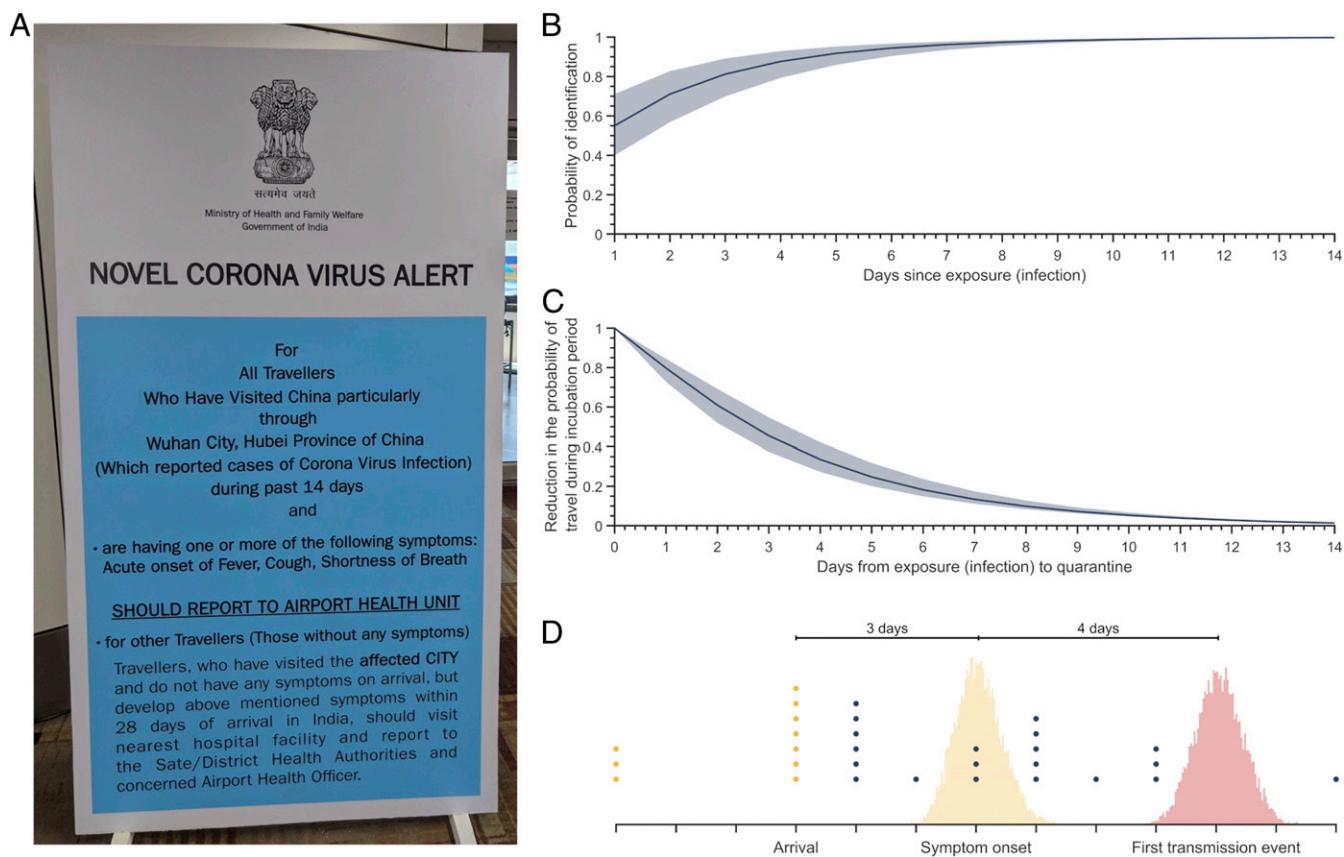 A
सत्यमेव जयते
Ministry of Health and Family Welfare
Government of India
NOVEL CORONA VIRUS ALERT
For
All Travellers
Who Have Visited China particularly
through
Wuhan City, Hubei Province of China
(Which reported cases of Corona Virus Infection)
during past 14 days
and
· are having one or more of the following symptoms:
Acute onset of Fever, Cough, Shortness of Breath
SHOULD REPORT TO AIRPORT HEALTH UNIT
· for other Travellers (Those without any symptoms)
Travellers, who have visited the affected CITY
and do not have any symptoms on arrival, but
develop above mentioned symptoms within
28 days of arrival in India, should visit
nearest hospital facility and report to
the Sate/District Health Authorities and
concerned Airport Health Officer.
B
Probability of identification
1
0.8
0.6
0.4
0.2
0
1 2 3 4 5 6 7 8 9 10 11 12 13 14
Days since exposure (infection)
C
Reduction in the probability of
travel during incubation period
1
0.8
0.6
0.4
0.2
0
0 1 2 3 4 5 6 7 8 9 10 11 12 13 14
Days from exposure (infection) to quarantine
D
3 days 4 days
Arrival Symptom onset First transmission event